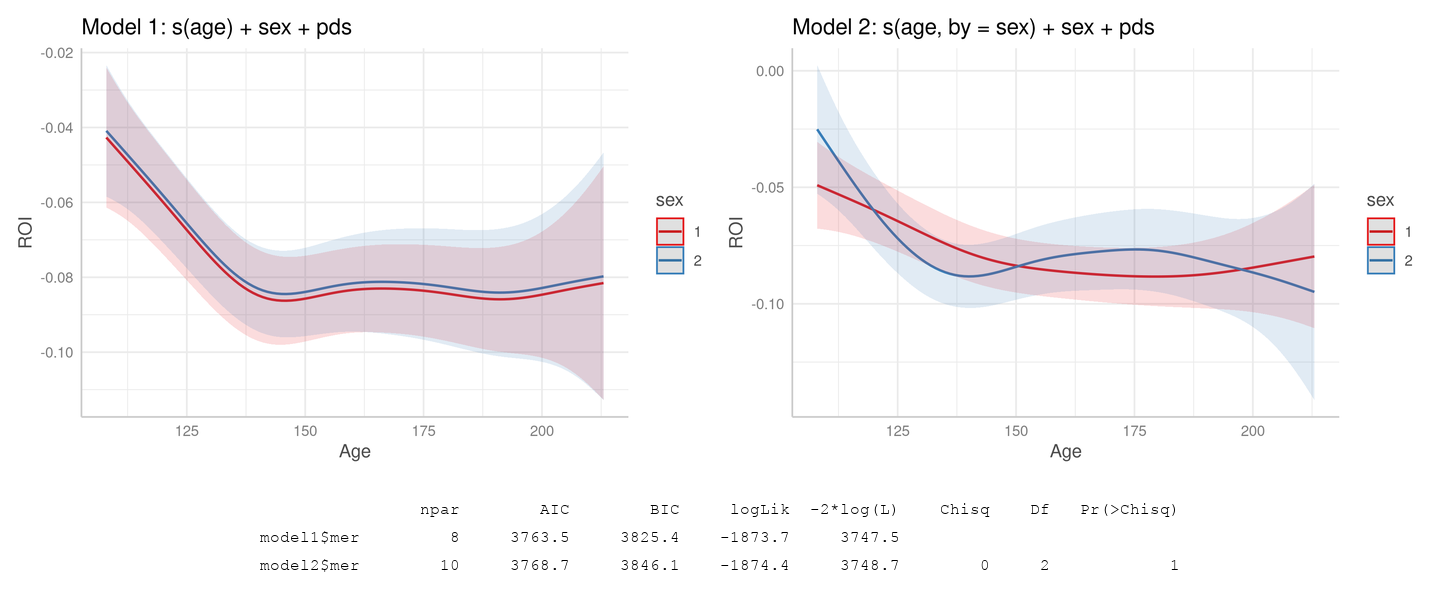 Model 1: s(age) + sex + pds
-0.02
-0.04
-0.06
-0.08
-0.10
ROI
125 150 175 200
Age
sex
1
2
Model 2: s(age, by = sex) + sex + pds
0.00
-0.05
-0.10
ROI
125 150 175 200
Age
sex
1
2
npar AIC BIC logLik -2*log(L) Chisq Df Pr(>Chisq)
model1$mer 8 3763.5 3825.4 -1873.7 3747.5
model2$mer 10 3768.7 3846.1 -1874.4 3748.7 0 2 1